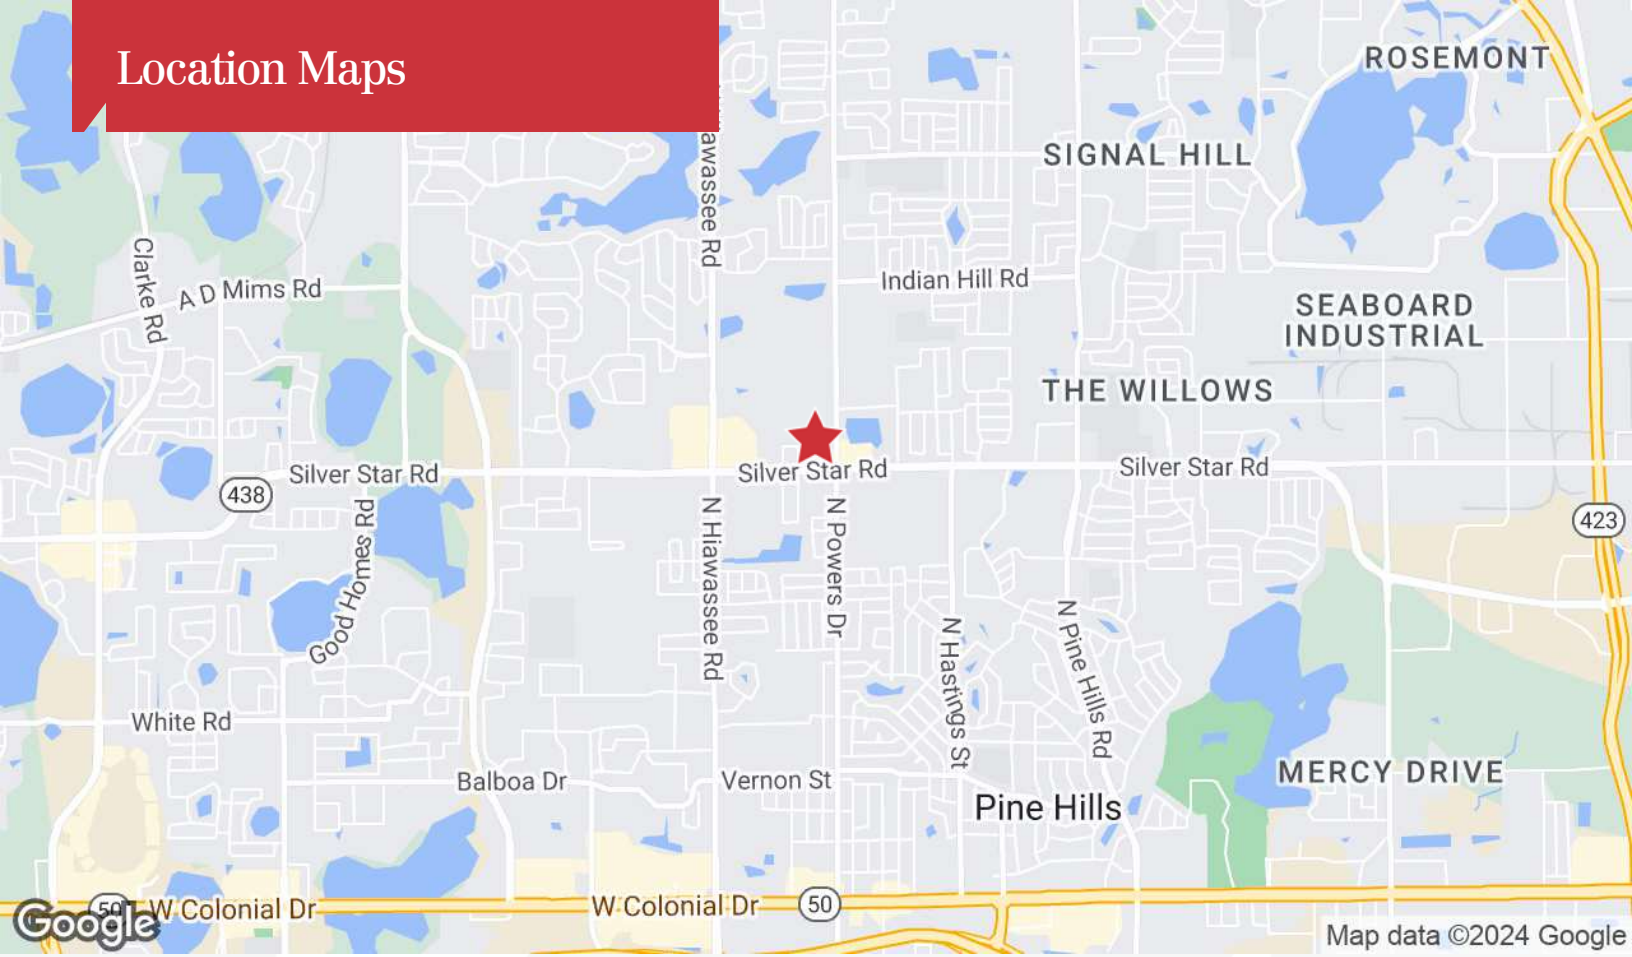 Location Maps
ROSEMONT
SIGNAL HILL
awassee Rd
Clarke Rd
A D Mims Rd
Indian Hill Rd
SEABOARD
INDUSTRIAL
THE WILLOWS
Silver Star Rd
Silver Star Rd
Silver Star Rd
438
423
Good Homes Rd
N Hiawassee Rd
N Powers Dr
N Hastings St
N Pine Hills Rd
White Rd
Balboa Dr
Vernon St
MERCY DRIVE
Pine Hills
50
W Colonial Dr
W Colonial Dr
50
Google
Map data ©2024 Google